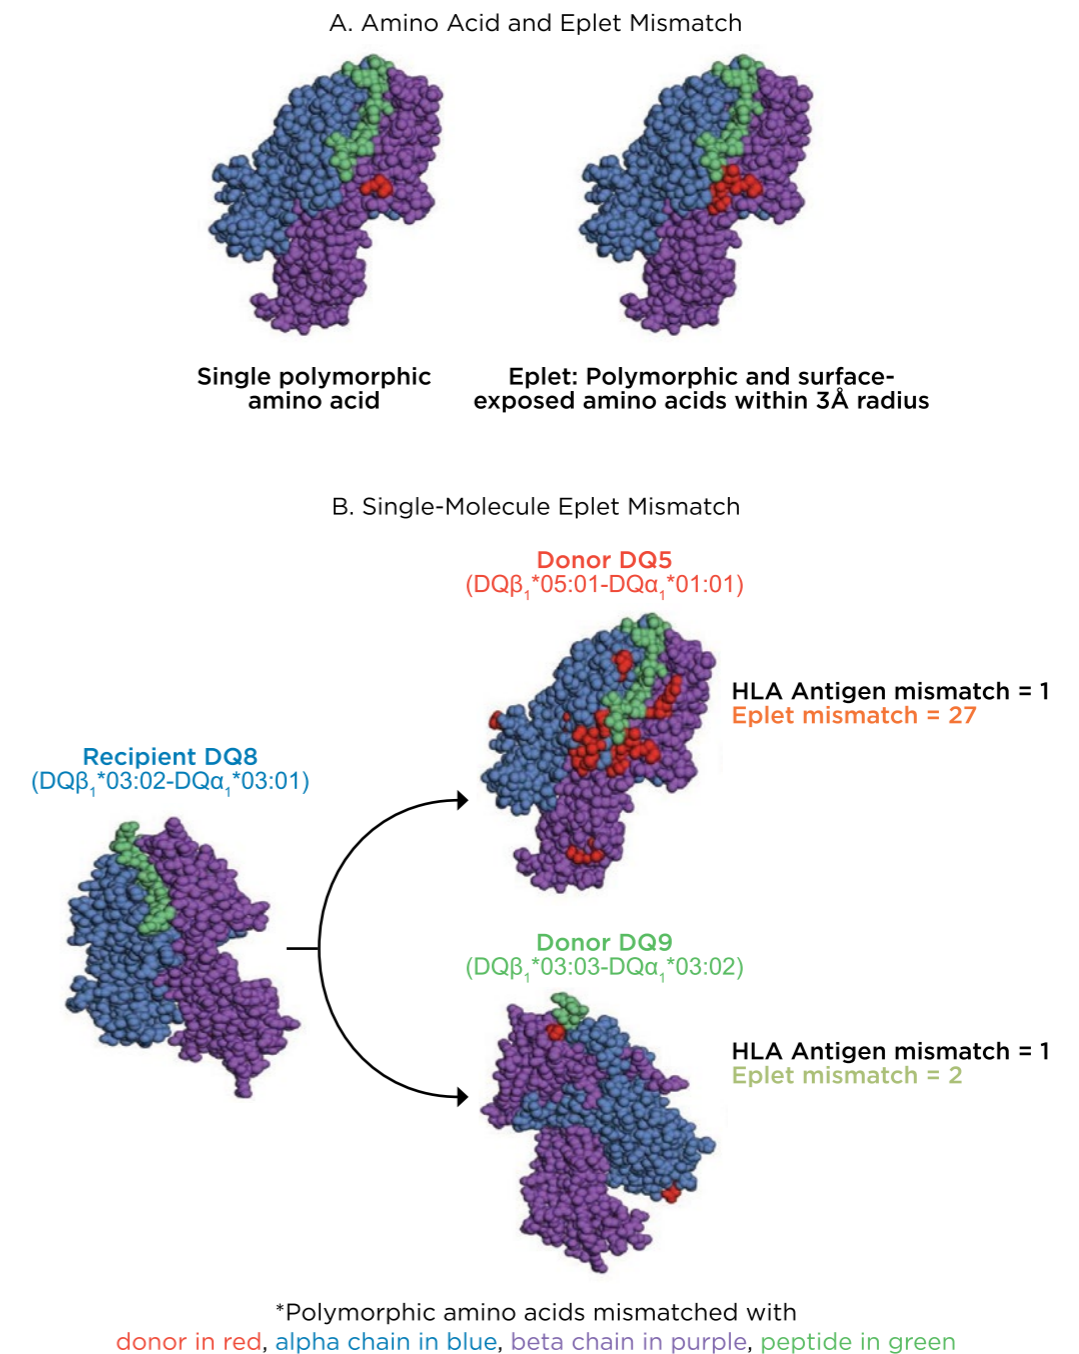 A. Amino Acid and Eplet Mismatch
Single polymorphic
amino acid
Eplet: Polymorphic and surface-
exposed amino acids within 3Å radius
B. Single-Molecule Eplet Mismatch
Donor DQ5
(DQβ₁*05:01-DQα₁*01:01)
HLA Antigen mismatch = 1
Eplet mismatch = 27
Recipient DQ8
(DQβ₁*03:02-DQα₁*03:01)
Donor DQ9
(DQβ₁*03:03-DQα₁*03:02)
HLA Antigen mismatch = 1
Eplet mismatch = 2
*Polymorphic amino acids mismatched with
donor in red, alpha chain in blue, beta chain in purple, peptide in green